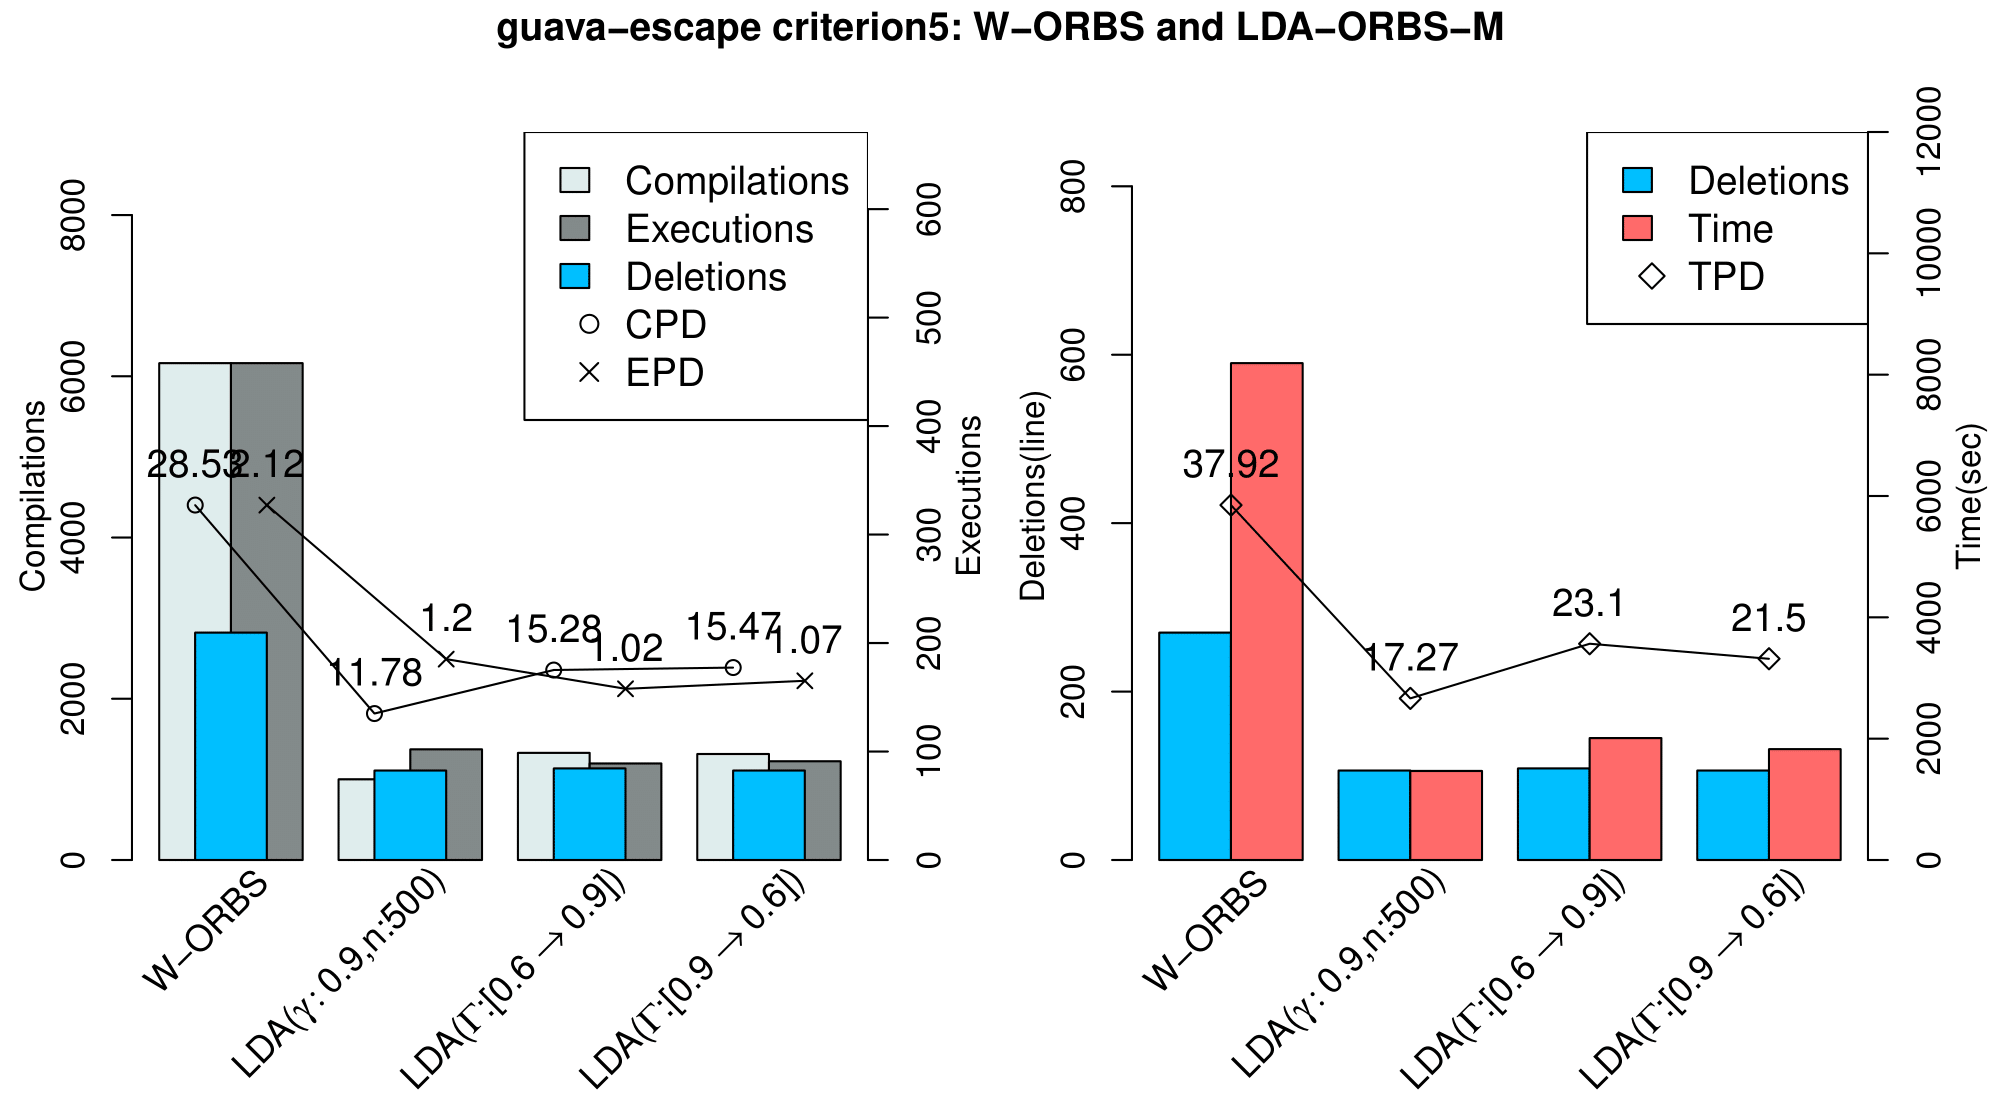 guava−escape criterion5: W−ORBS and LDA−ORBS−M
Compilations
0
2000
4000
6000
8000
Compilations
Executions
Deletions
CPD
EPD
28.53
2.12
11.78
1.2
15.28
1.02
15.47
1.07
0
100
200
300
400
500
600
Executions
W−ORBS
LDA(γ: 0.9,n:500)
LDA(Γ:[0.6 → 0.9])
LDA(Γ:[0.9 → 0.6])
Deletions(line)
0
200
400
600
800
Deletions
Time
TPD
37.92
17.27
23.1
21.5
0
2000
4000
6000
8000
10000
12000
Time(sec)
W−ORBS
LDA(γ: 0.9,n:500)
LDA(Γ:[0.6 → 0.9])
LDA(Γ:[0.9 → 0.6])